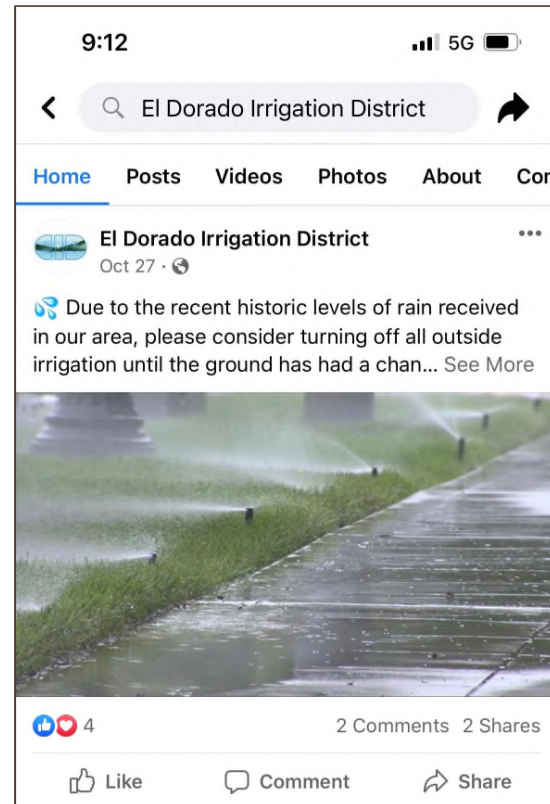 9:12 5G
El Dorado Irrigation District
Home Posts Videos Photos About Cor
El Dorado Irrigation District
Oct 27 ·
💦 Due to the recent historic levels of rain received
in our area, please consider turning off all outside
irrigation until the ground has had a chan... See More
4 2 Comments 2 Shares
Like Comment Share